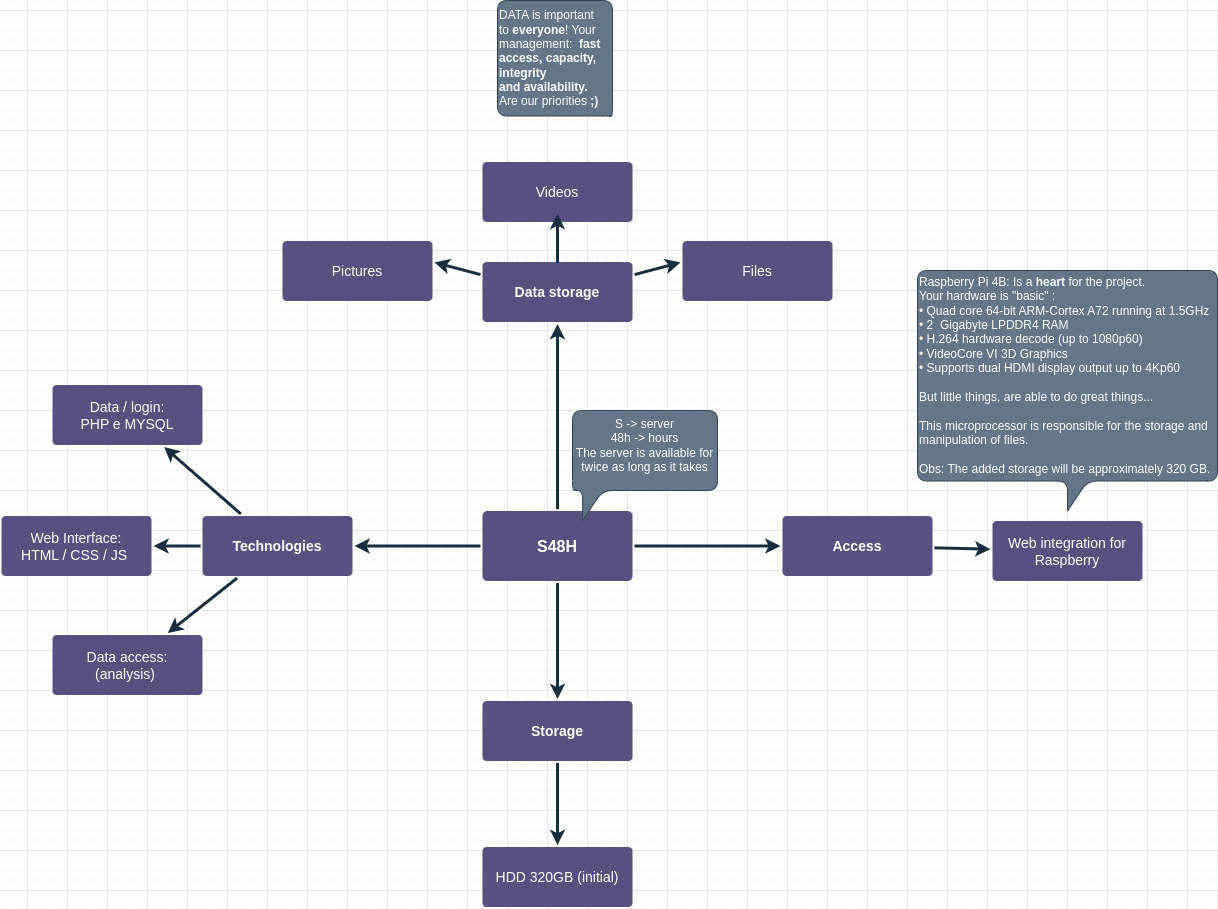 DATA is important
to everyone! Your
management:  fast
access, capacity,
integrity
and availability.
Are our priorities ;)
Videos
Pictures
Files
Data storage
Raspberry Pi 4B: Is a heart for the project.
Your hardware is "basic" :
• Quad core 64-bit ARM-Cortex A72 running at 1.5GHz
• 2  Gigabyte LPDDR4 RAM
• H.264 hardware decode (up to 1080p60)
• VideoCore VI 3D Graphics
• Supports dual HDMI display output up to 4Kp60
But little things, are able to do great things...
This microprocessor is responsible for the storage and
manipulation of files.
Obs: The added storage will be approximately 320 GB.
Data / login:
PHP e MYSQL
S -> server
48h -> hours
The server is available for
twice as long as it takes
Web Interface:
HTML / CSS / JS
Technologies
S48H
Access
Web integration for
Raspberry
Data access:
(analysis)
Storage
HDD 320GB (initial)